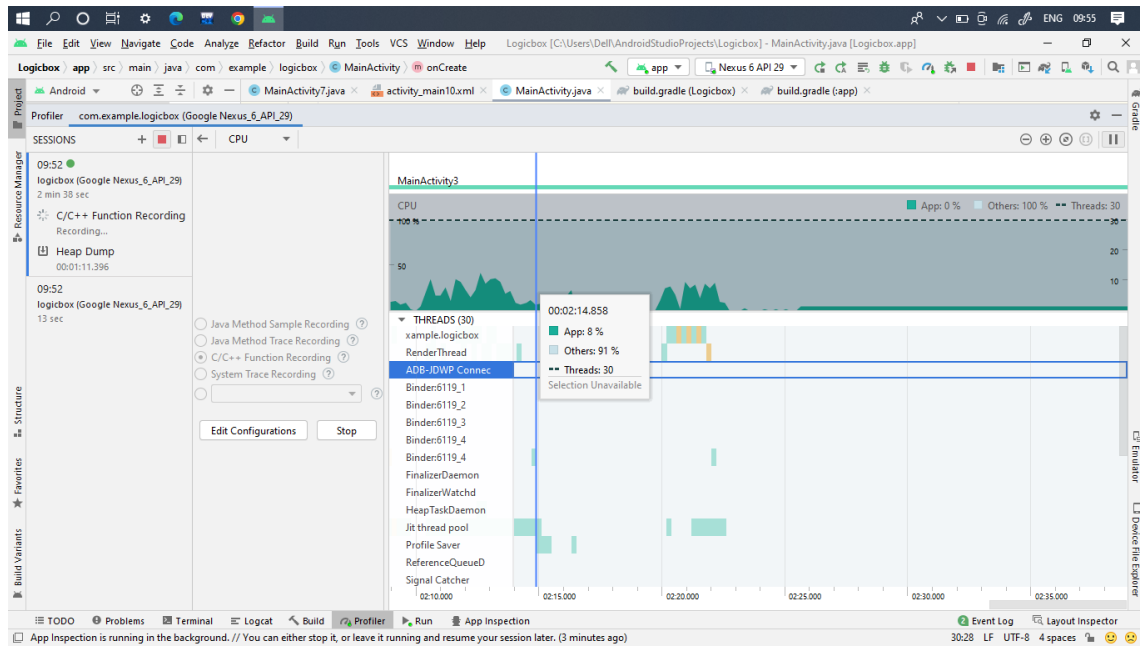 ENG 09:55
File Edit View Navigate Code Analyze Refactor Build Run Tools VCS Window Help Logicbox [C:\Users\Dell\AndroidStudioProjects\Logicbox] - MainActivity.java [Logicbox.app]
Logicbox app src main java com example logicbox MainActivity onCreate app Nexus 6 API 29
Project
Android MainActivity7.java activity_main10.xml MainActivity.java build.gradle (Logicbox) build.gradle (:app)
Gradle
Profiler com.example.logicbox (Google Nexus_6_API_29)
SESSIONS CPU
Resource Manager
09:52
logicbox (Google Nexus_6_API_29)
2 min 38 sec
C/C++ Function Recording
Recording...
Heap Dump
00:01:11.396
09:52
logicbox (Google Nexus_6_API_29)
13 sec
Java Method Sample Recording
Java Method Trace Recording
C/C++ Function Recording
System Trace Recording
Edit Configurations Stop
MainActivity3
CPU App: 0 % Others: 100 % Threads: 30
100 % 30
20
50
10
00:02:14.858
App: 8 %
Others: 91 %
Threads: 30
Selection Unavailable
THREADS (30)
xample.logicbox
RenderThread
ADB-JDWP Connec
Binder:6119_1
Binder:6119_2
Binder:6119_3
Binder:6119_4
Binder:6119_4
FinalizerDaemon
FinalizerWatchd
HeapTaskDaemon
Jit thread pool
Profile Saver
ReferenceQueueD
Signal Catcher
02:10.000 02:15.000 02:20.000 02:25.000 02:30.000 02:35.000
Structure
Favorites
Build Variants
Emulator
Device File Explorer
TODO Problems Terminal Logcat Build Profiler Run App Inspection 2 Event Log Layout Inspector
App Inspection is running in the background. // You can either stop it, or leave it running and resume your session later. (3 minutes ago) 30:28 LF UTF-8 4 spaces